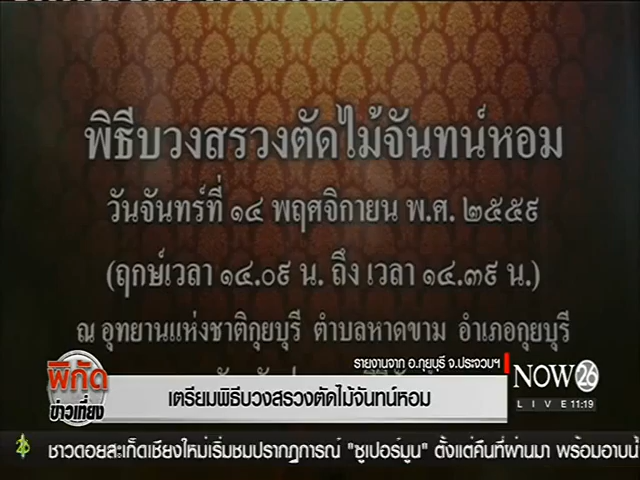 พิธีบวงสรวงตัดไม้จันทน์หอม
วันจันทร์ที่ ๑๔ พฤศจิกายน พ.ศ. ๒๕๕๙
(ฤกษ์เวลา ๑๔.๐๙ น. ถึง เวลา ๑๔.๓๙ น.)
ณ อุทยานแห่งชาติกุยบุรี ตำบลหาดขาม อำเภอกุยบุรี
รายงานจาก อ.กุยบุรี จ.ประจวบฯ
พิกัด
ข่าวเที่ยง
เตรียมพิธีบวงสรวงตัดไม้จันทน์หอม
NOW26
LIVE 11:19
ชาวดอยสะเก็ดเชียงใหม่เริ่มชมปรากฏการณ์ "ซูเปอร์มูน" ตั้งแต่คืนที่ผ่านมา พร้อมอาบน้